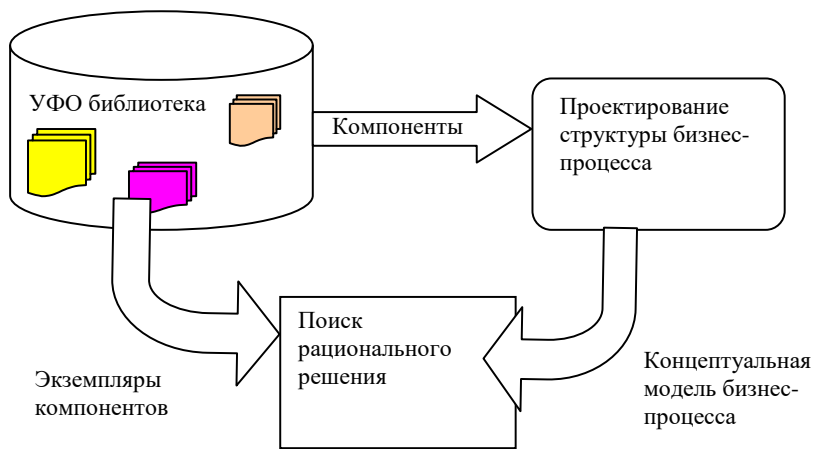 УФО библиотека
Компоненты
Проектирование
структуры бизнес-
процесса
Поиск
рационального
решения
Экземпляры
компонентов
Концептуальная
модель бизнес-
процесса